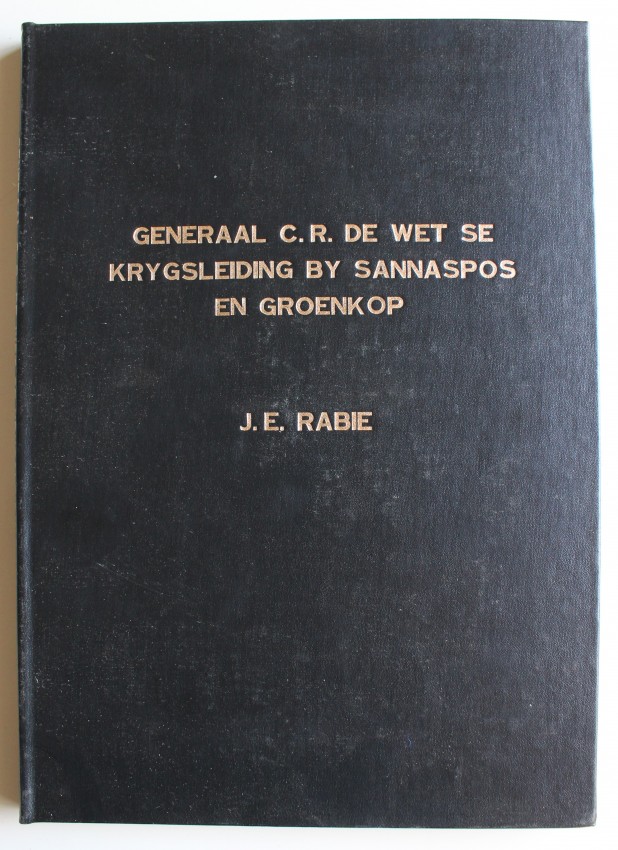 GENERAAL C.R. DE WET SE
KRYGSLEIDING BY SANNASPOS
EN GROENKOP
J.E. RABIE